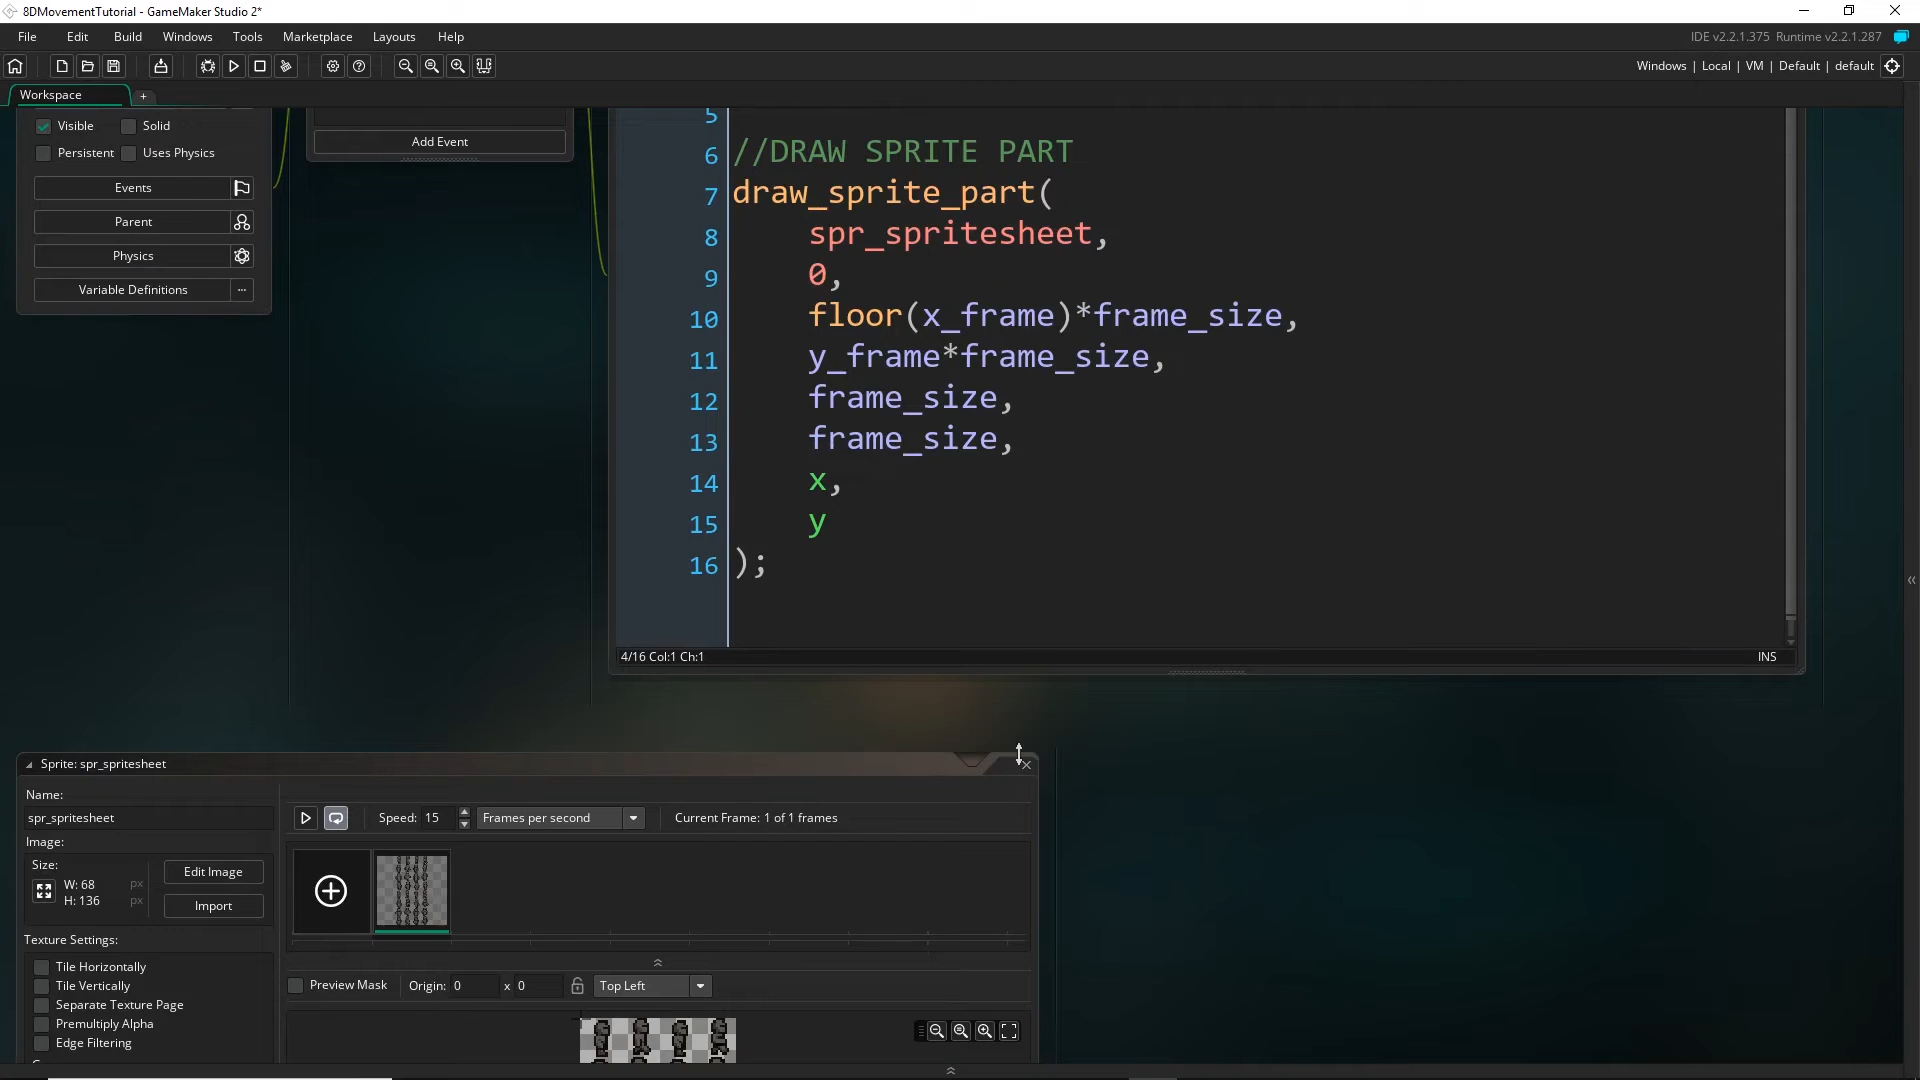 8DMovementTutorial - GameMaker Studio 2*
File Edit Build Windows Tools Marketplace Layouts Help
IDE v2.2.1.375 Runtime v2.2.1.287
Windows | Local | VM | Default | default
Workspace
Visible Solid
Persistent Uses Physics
Events
Parent
Physics
Variable Definitions
Add Event
5
6 //DRAW SPRITE PART
7 draw_sprite_part(
8 spr_spritesheet,
9 0,
10 floor(x_frame)*frame_size,
11 y_frame*frame_size,
12 frame_size,
13 frame_size,
14 x,
15 y
16 );
4/16 Col:1 Ch:1 INS
Sprite: spr_spritesheet
Name:
spr_spritesheet
Image:
Size:
W: 68 px
H: 136 px
Edit Image
Import
Texture Settings:
Tile Horizontally
Tile Vertically
Separate Texture Page
Premultiply Alpha
Edge Filtering
Speed: 15 Frames per second Current Frame: 1 of 1 frames
Preview Mask Origin: 0 x 0 Top Left